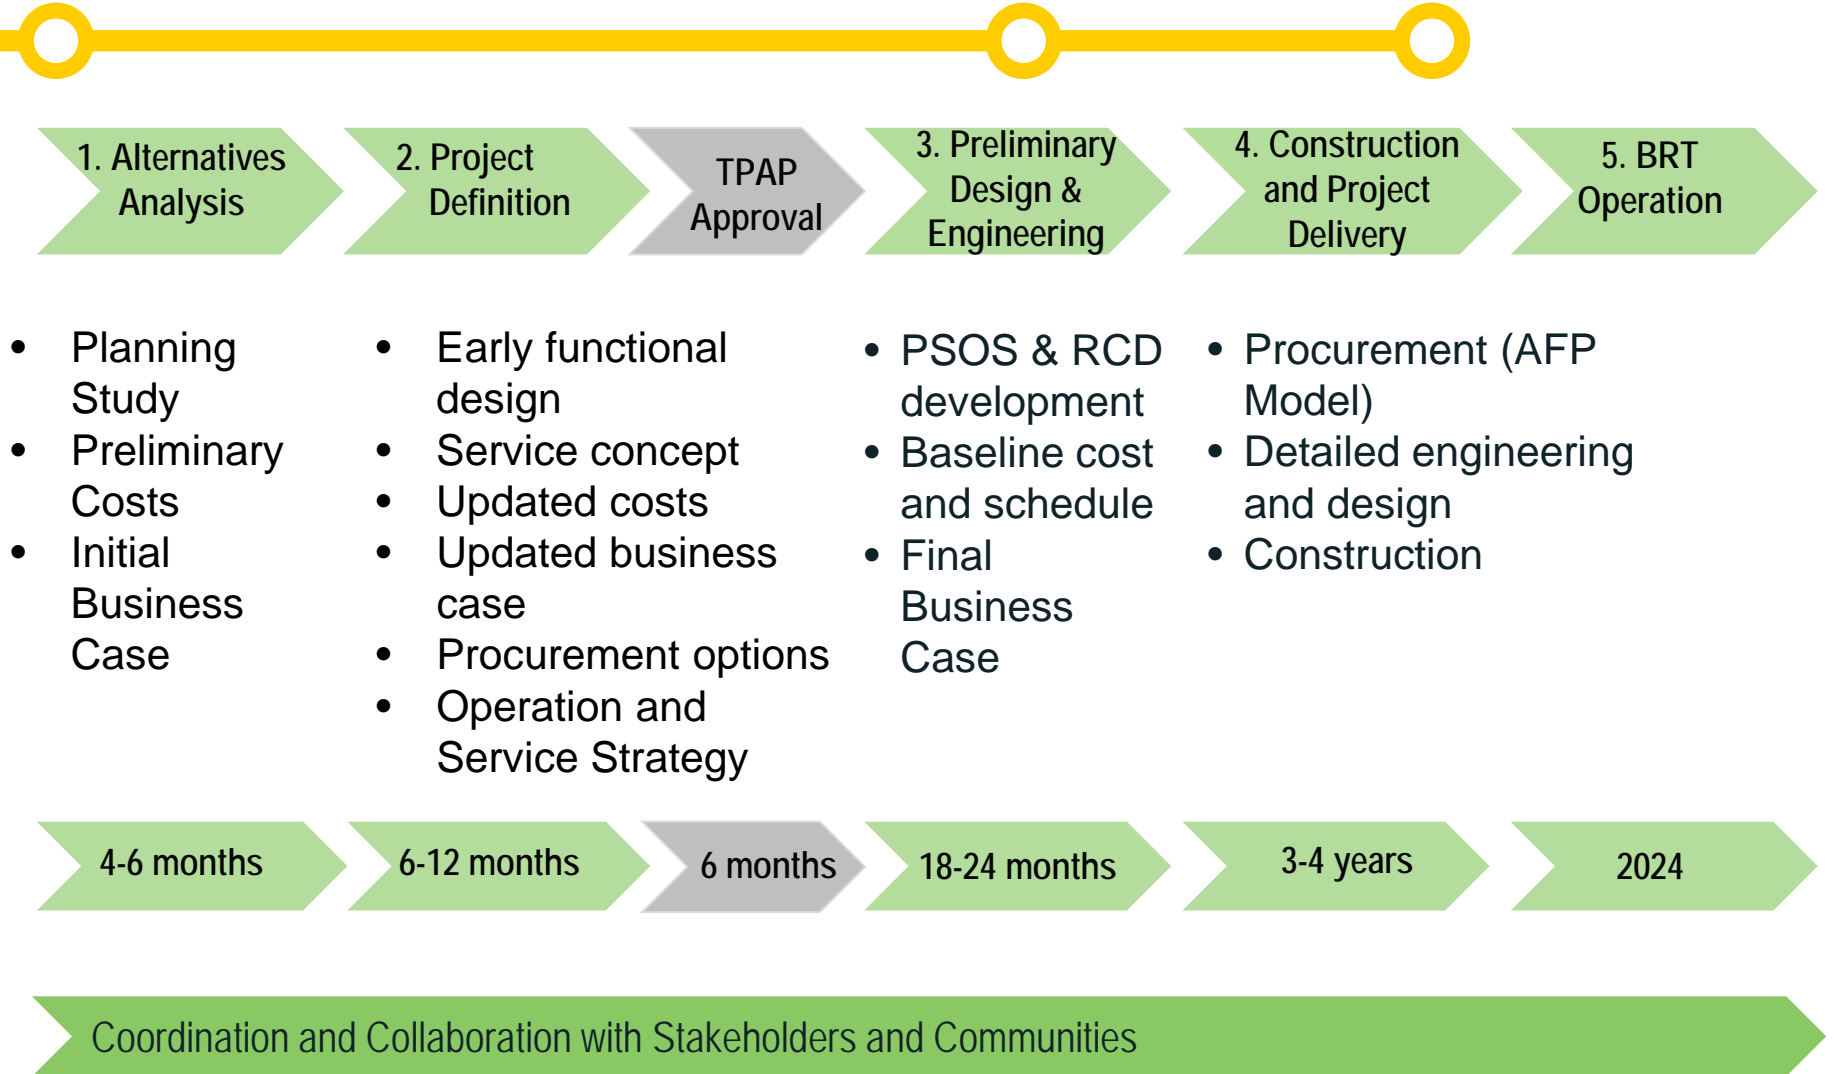 1. Alternatives
Analysis
2. Project
Definition
TPAP
Approval
3. Preliminary
Design &
Engineering
4. Construction
and Project
Delivery
5. BRT
Operation
• Planning
Study
• Preliminary
Costs
• Initial
Business
Case
• Early functional
design
• Service concept
• Updated costs
• Updated business
case
• Procurement options
• Operation and
Service Strategy
• PSOS & RCD
development
• Baseline cost
and schedule
• Final
Business
Case
• Procurement (AFP
Model)
• Detailed engineering
and design
• Construction
4-6 months
6-12 months
6 months
18-24 months
3-4 years
2024
Coordination and Collaboration with Stakeholders and Communities